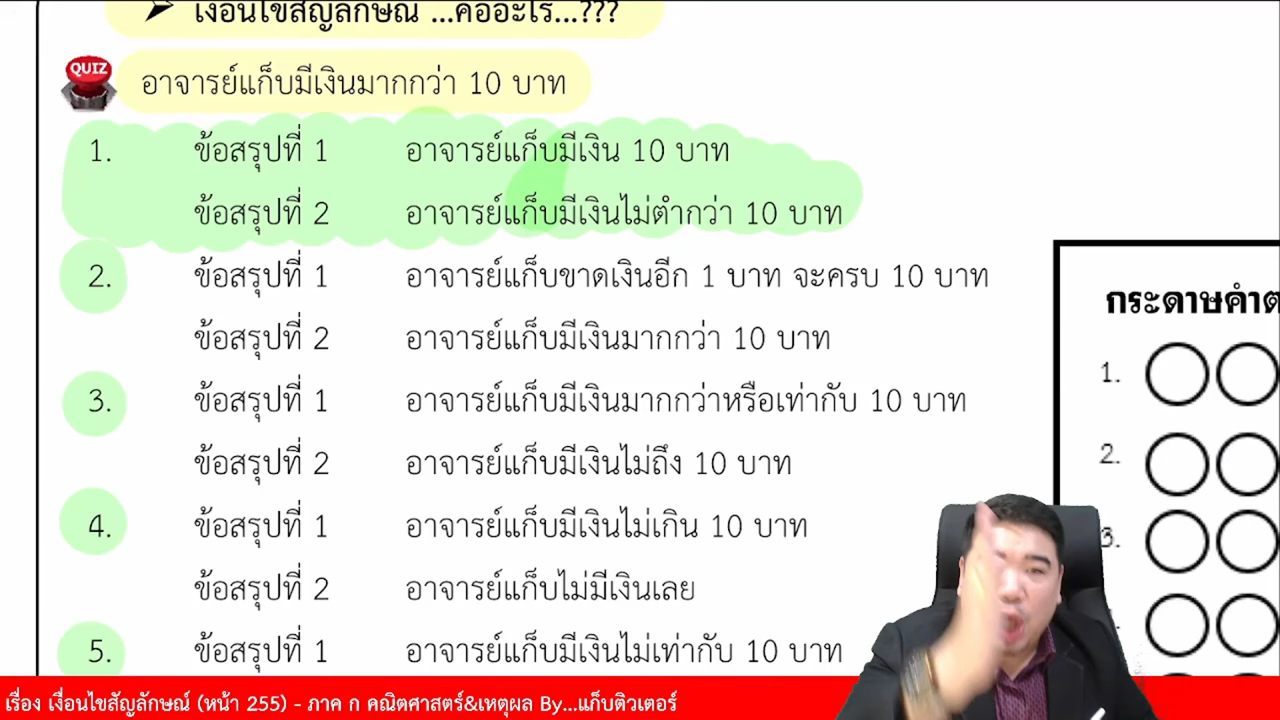 ➤ เงื่อนไขสัญลักษณ์ ...คืออะไร...???
QUIZ อาจารย์แก็บมีเงินมากกว่า 10 บาท
1. ข้อสรุปที่ 1 อาจารย์แก็บมีเงิน 10 บาท
ข้อสรุปที่ 2 อาจารย์แก็บมีเงินไม่ต่ำกว่า 10 บาท
2. ข้อสรุปที่ 1 อาจารย์แก็บขาดเงินอีก 1 บาท จะครบ 10 บาท
ข้อสรุปที่ 2 อาจารย์แก็บมีเงินมากกว่า 10 บาท
3. ข้อสรุปที่ 1 อาจารย์แก็บมีเงินมากกว่าหรือเท่ากับ 10 บาท
ข้อสรุปที่ 2 อาจารย์แก็บมีเงินไม่ถึง 10 บาท
4. ข้อสรุปที่ 1 อาจารย์แก็บมีเงินไม่เกิน 10 บาท
ข้อสรุปที่ 2 อาจารย์แก็บไม่มีเงินเลย
5. ข้อสรุปที่ 1 อาจารย์แก็บมีเงินไม่เท่ากับ 10 บาท
กระดาษคำต
1.
2.
3.
เรื่อง เงื่อนไขสัญลักษณ์ (หน้า 255) - ภาค ก คณิตศาสตร์&เหตุผล By...แก็บติวเตอร์